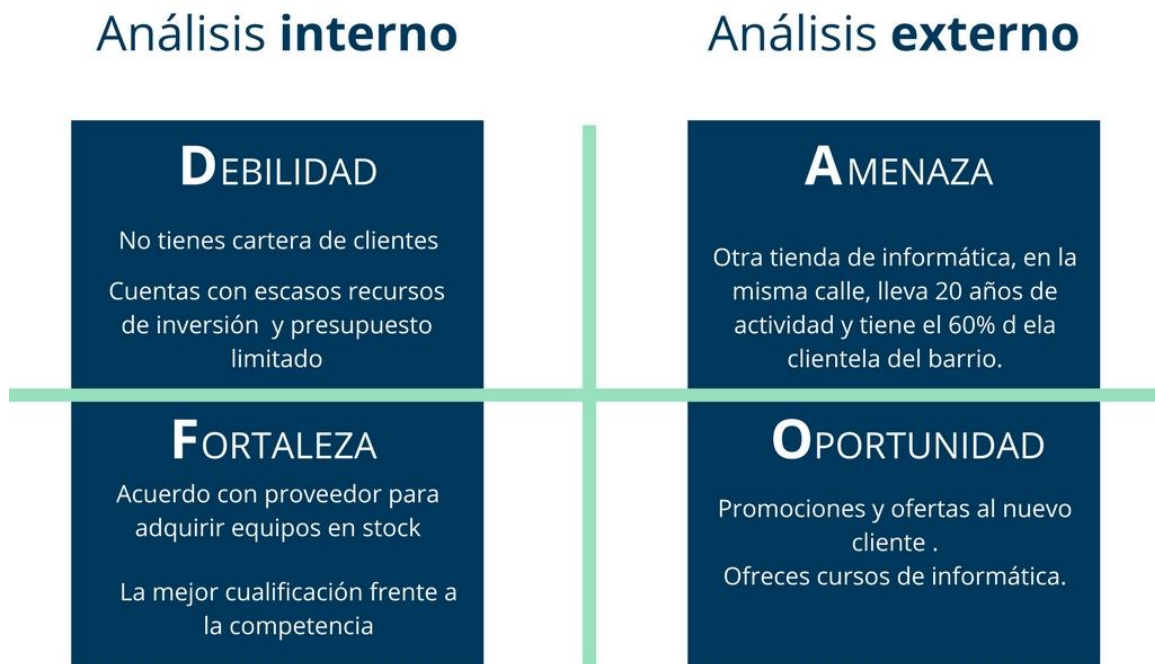 Análisis interno
Análisis externo
DEBILIDAD
No tienes cartera de clientes
Cuentas con escasos recursos
de inversión y presupuesto
limitado
AMENAZA
Otra tienda de informática, en la
misma calle, lleva 20 años de
actividad y tiene el 60% d ela
clientela del barrio.
FORTALEZA
Acuerdo con proveedor para
adquirir equipos en stock
La mejor cualificación frente a
la competencia
OPORTUNIDAD
Promociones y ofertas al nuevo
cliente .
Ofreces cursos de informática.